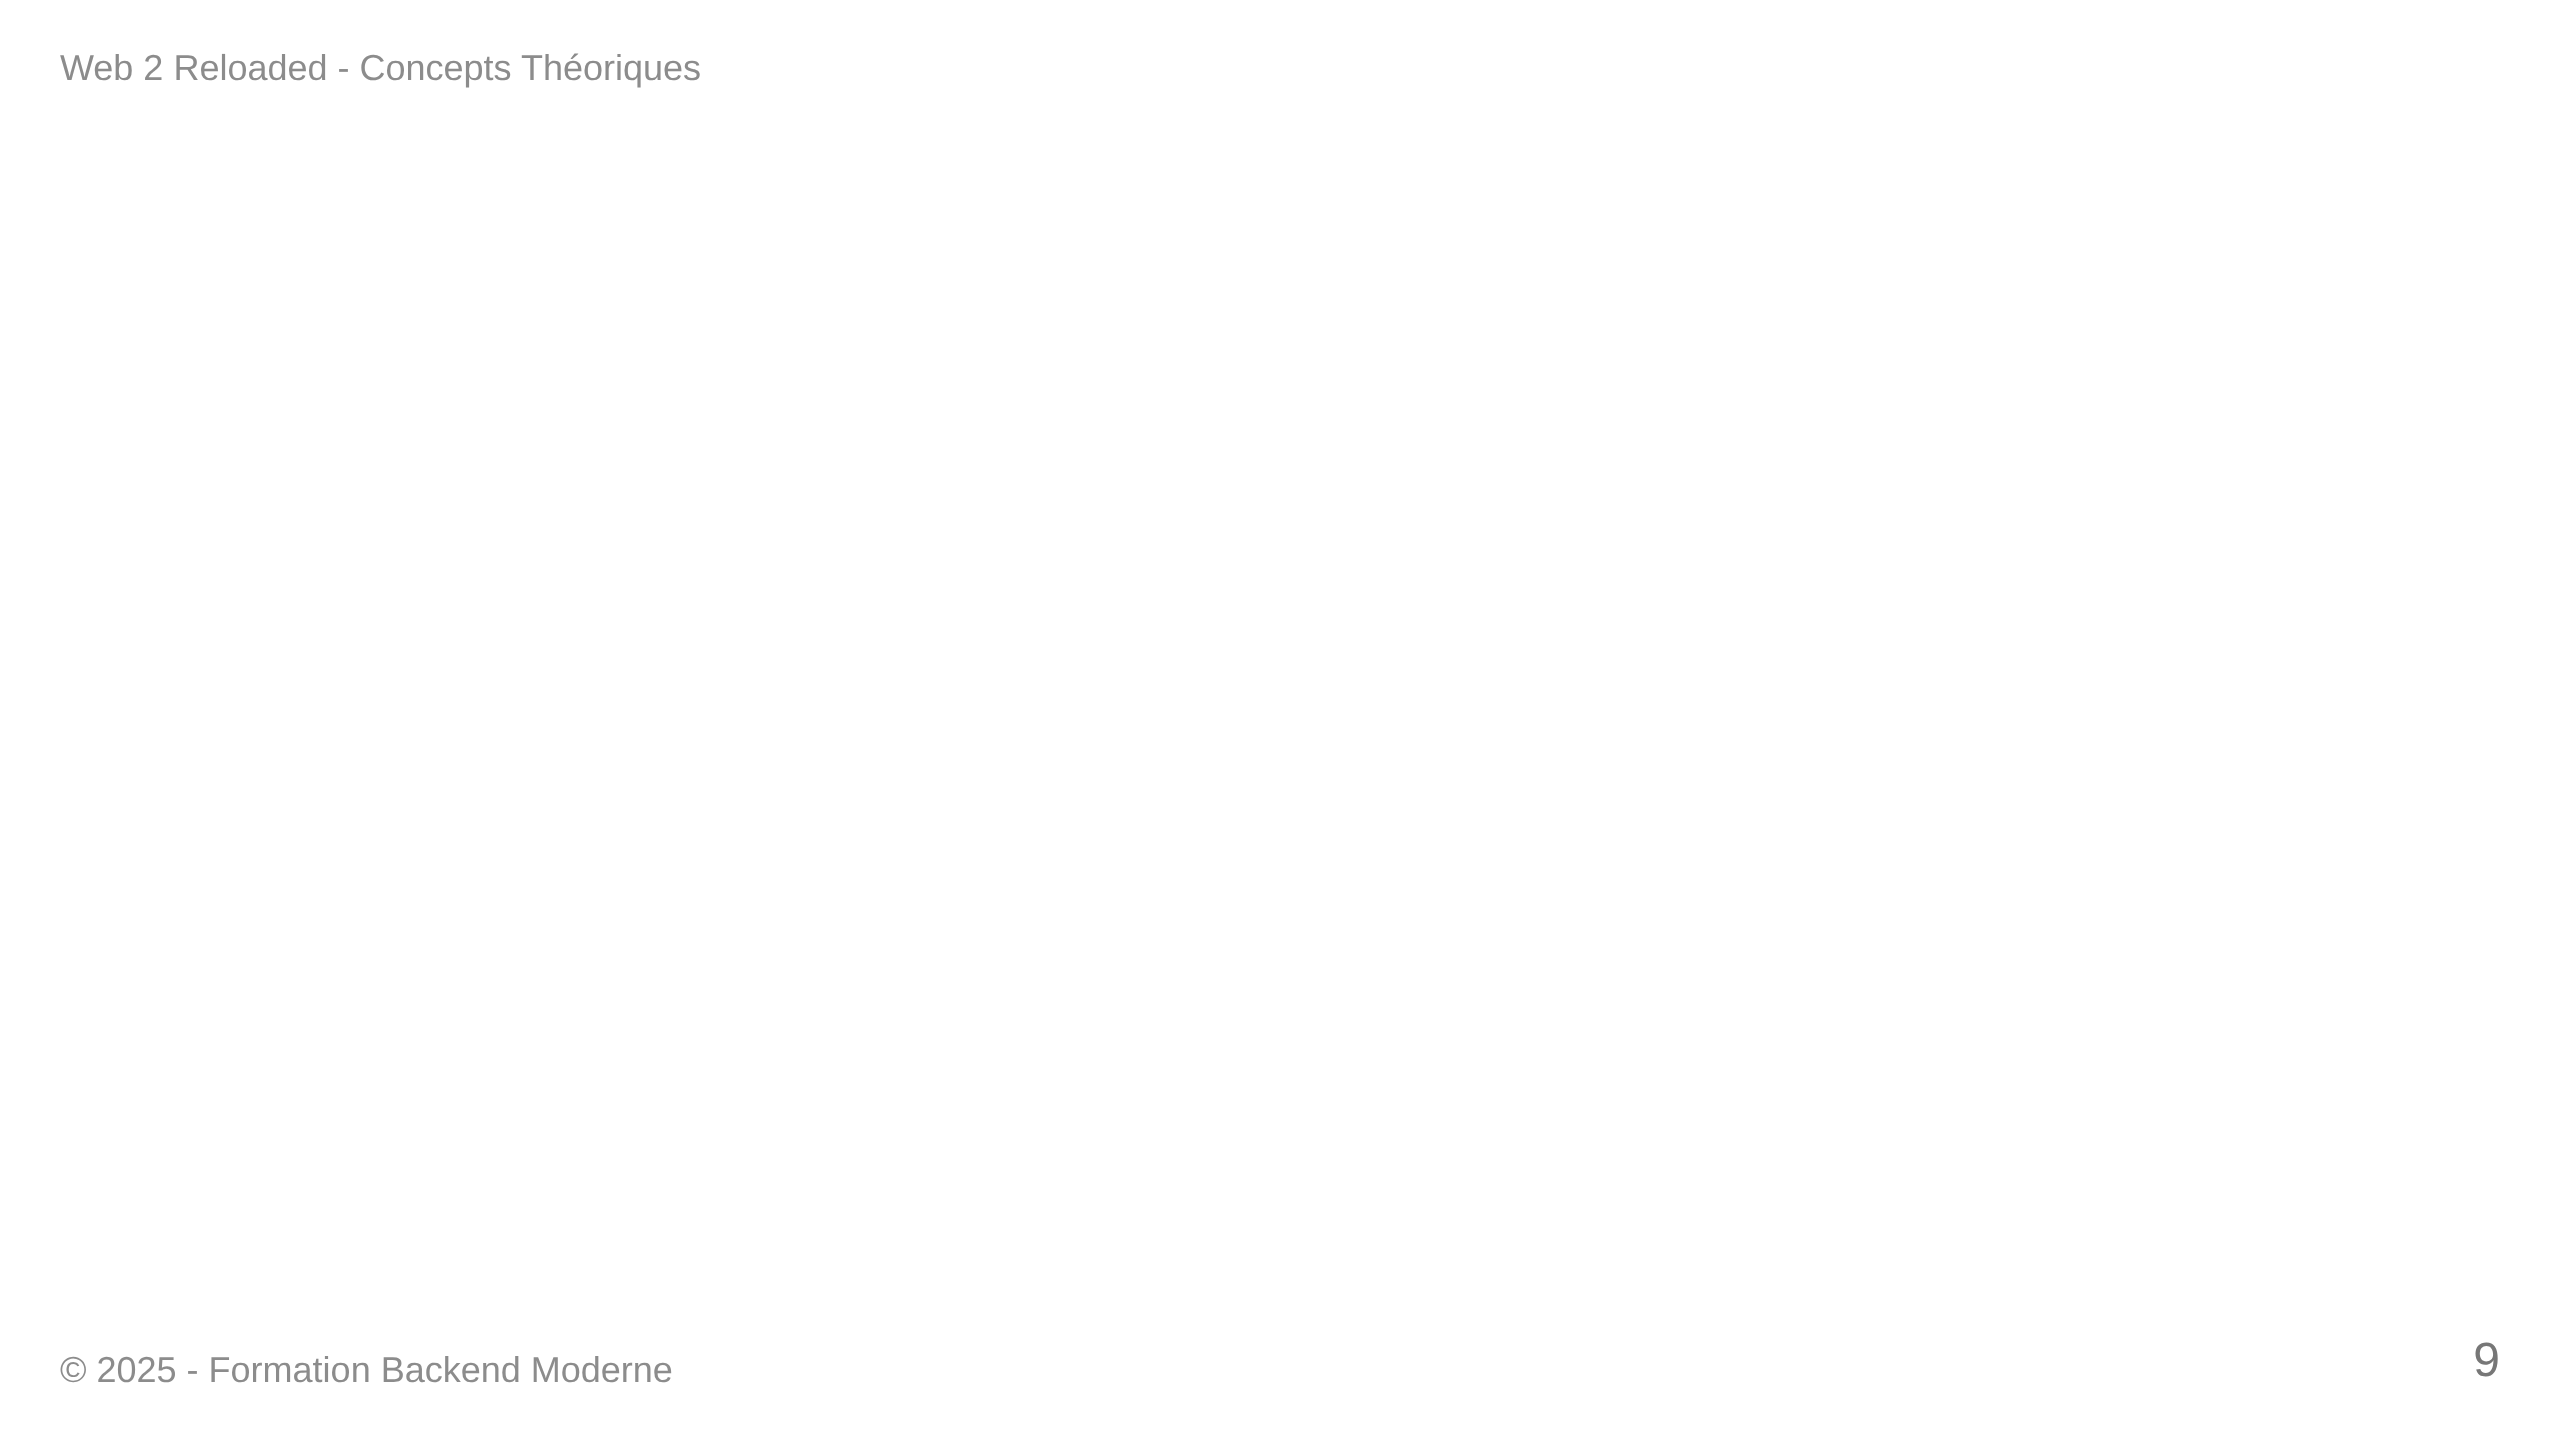 Web 2 Reloaded - Concepts Théoriques
© 2025 - Formation Backend Moderne
9